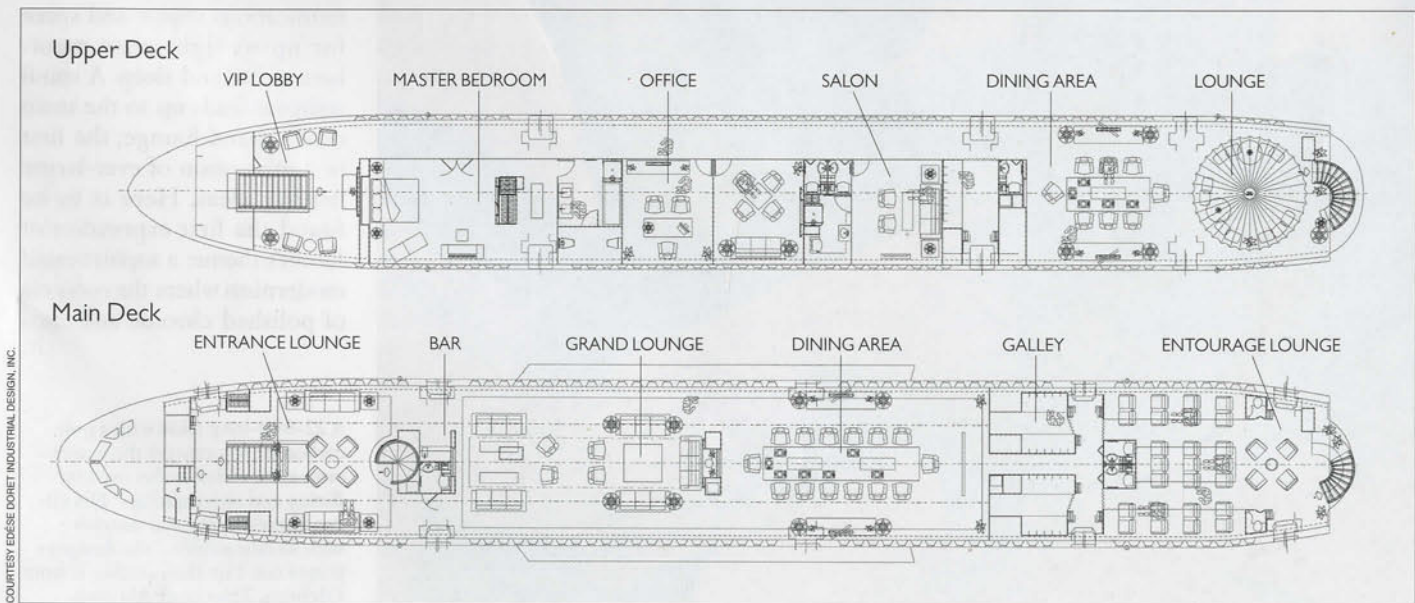 Upper Deck
VIP LOBBY MASTER BEDROOM OFFICE SALON DINING AREA LOUNGE
Main Deck
ENTRANCE LOUNGE BAR GRAND LOUNGE DINING AREA GALLEY ENTOURAGE LOUNGE
COURTESY EDÉSE DORET INDUSTRIAL DESIGN, INC.